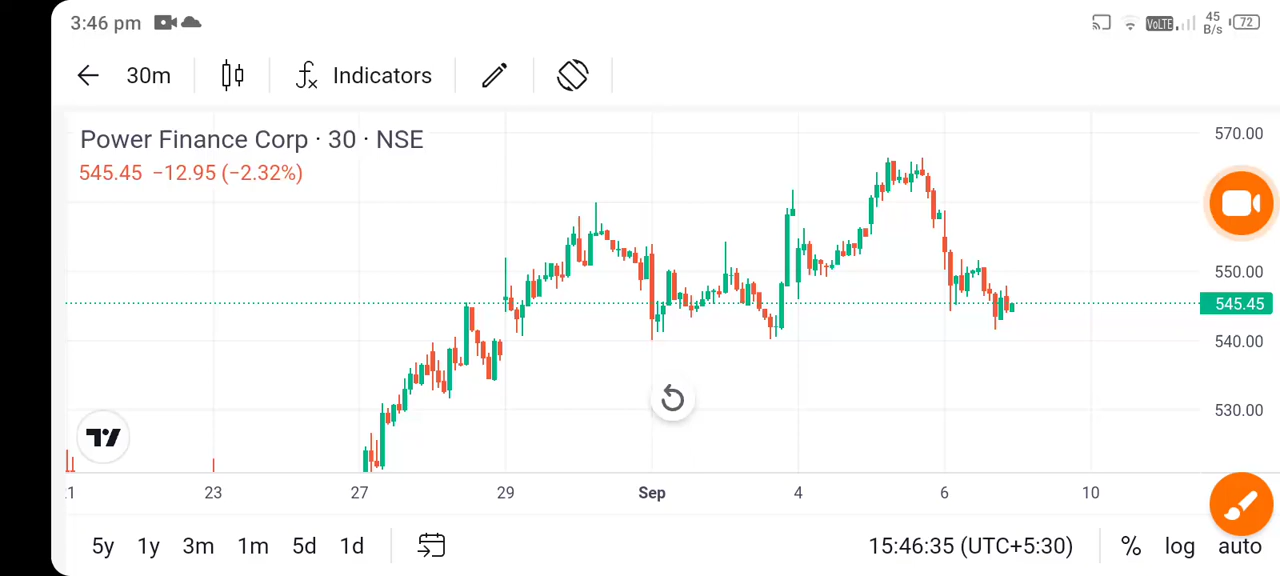 3:46 pm
VoLTE
45
B/s
72
30m
Indicators
Power Finance Corp · 30 · NSE
545.45 −12.95 (−2.32%)
570.00
550.00
545.45
540.00
530.00
21 23 27 29 Sep 4 6 10
5y 1y 3m 1m 5d 1d
15:46:35 (UTC+5:30)
% log auto